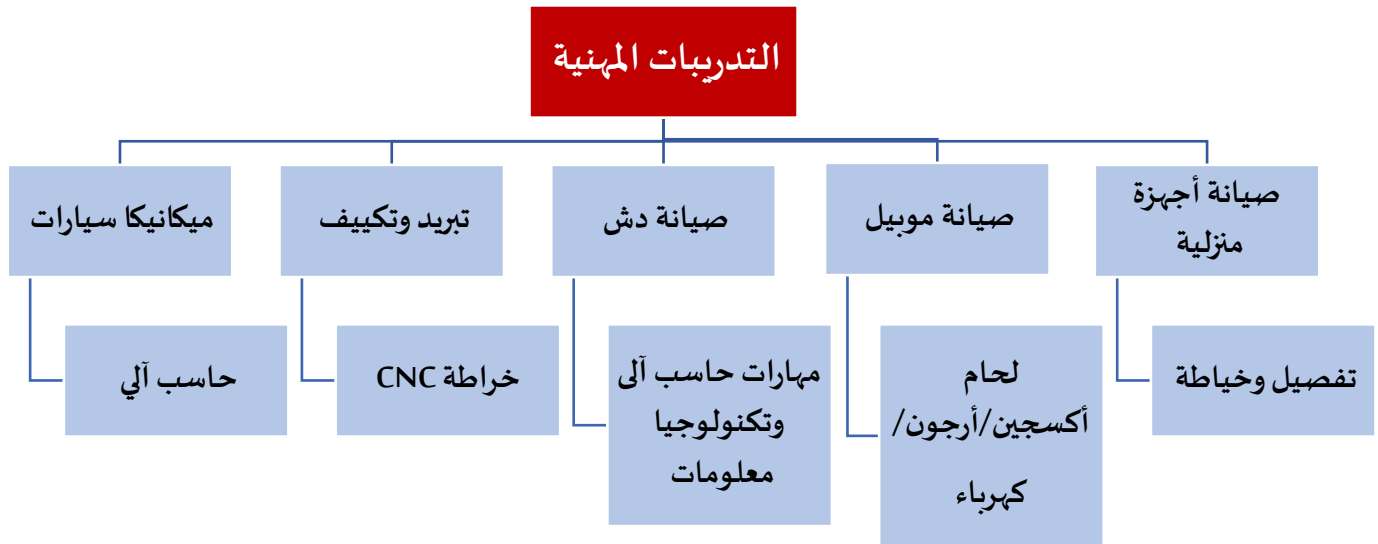 التدريبات المهنية
صيانة أجهزة
منزلية
صيانة موبيل
صيانة دش
تبريد وتكييف
ميكانيكا سيارات
تفصيل وخياطة
لحام
أكسجين/أرجون/
كهرباء
مهارات حاسب آلى
وتكنولوجيا
معلومات
خراطة CNC
حاسب آلي